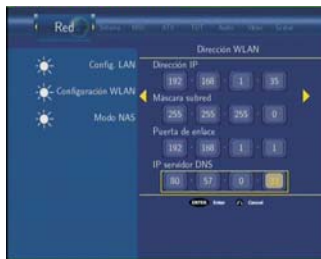 Red
Dirección WLAN
Config. LAN
Configuración WLAN
Modo NAS
Dirección IP
192 168 1 35
Máscara subred
255 255 255 0
Puerta de enlace
192 168 1 1
IP servidor DNS
80 57 0
ENTER Enter Cancel